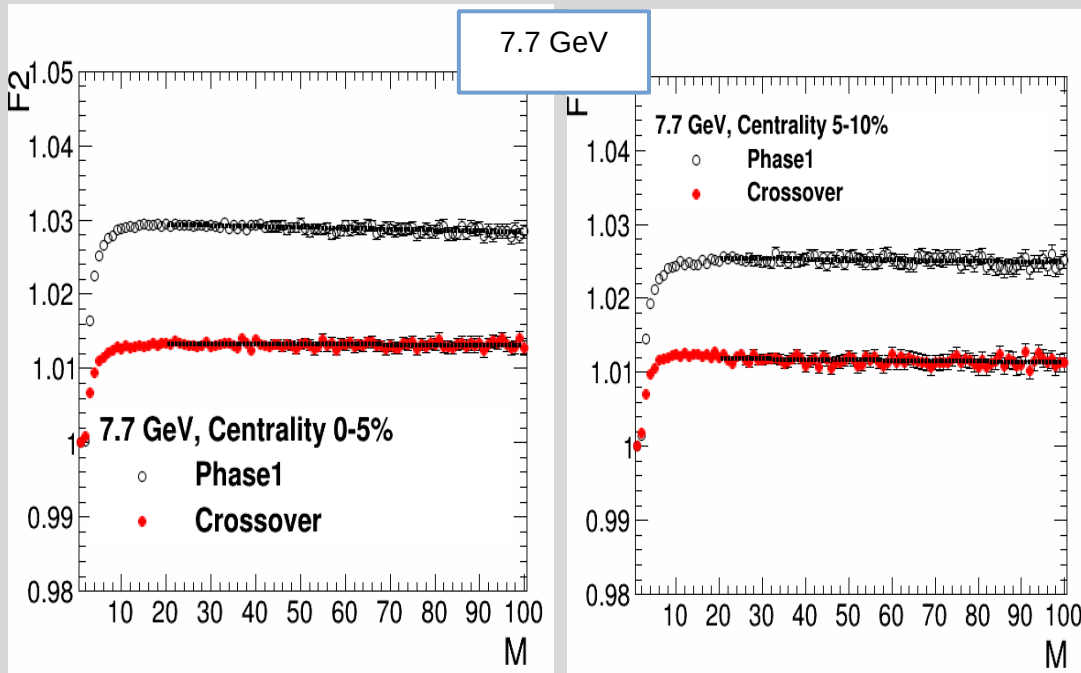 7.7 GeV
F2
1.05
1.04
1.03
1.02
1.01
1
0.99
0.98
7.7 GeV, Centrality 0-5%
Phase1
Crossover
10 20 30 40 50 60 70 80 90 100
M
F
7.7 GeV, Centrality 5-10%
Phase1
Crossover
1.04
1.03
1.02
1.01
1
0.99
0.98
10 20 30 40 50 60 70 80 90 100
M